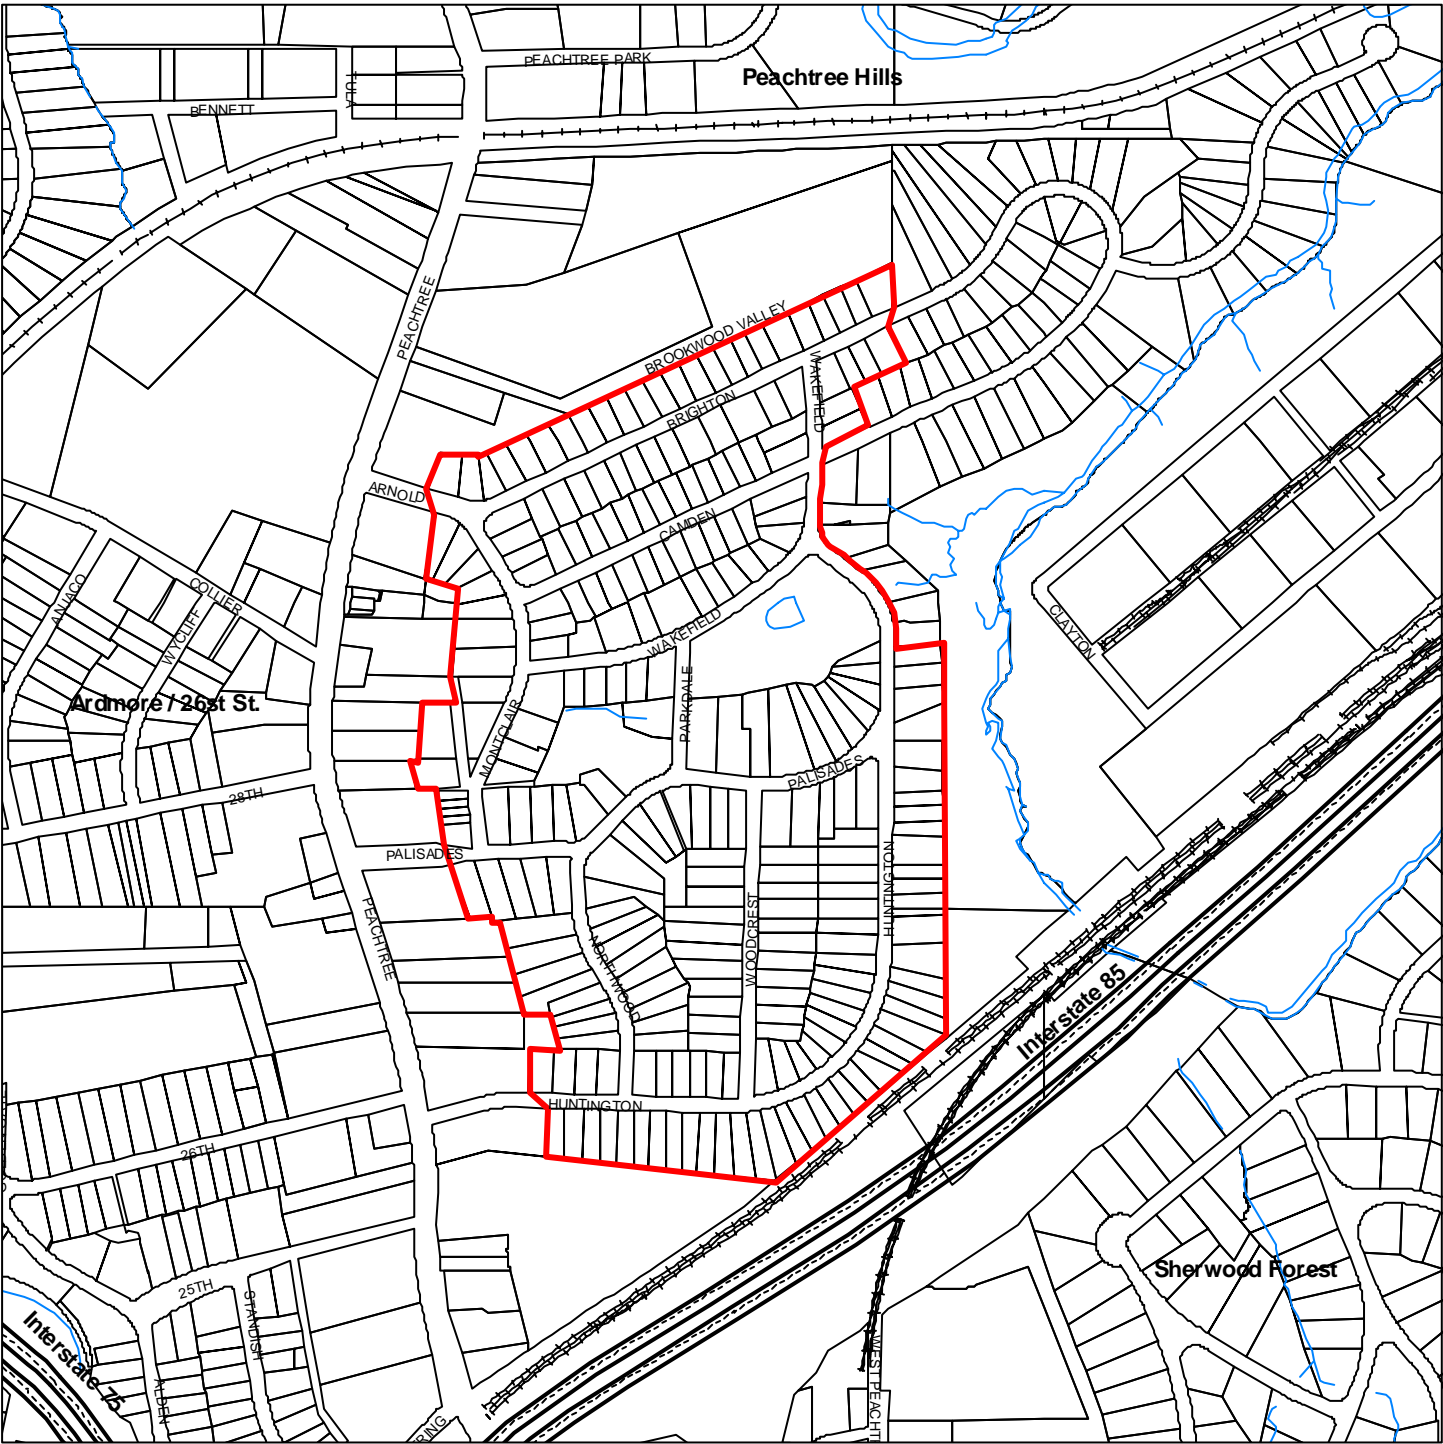 PEACHTREE PARK
Peachtree Hills
TULA
BENNETT
PEACHTREE
BROOKWOOD VALLEY
WAKEFIELD
BRIGHTON
ARNOLD
CAMDEN
ANJACO
COLLIER
WYCLIFF
CLAYTON
WAKEFIELD
PARKDALE
Ardmore / 26st St.
MONTCLAIR
PALISADES
28TH
PALISADES
HUNTINGTON
PEACHTREE
WOODCREST
NORTHWOOD
Interstate 85
HUNTINGTON
26TH
Sherwood Forest
25TH
STANDISH
Interstate 75
ALDEN
RING
WEST PEACHT